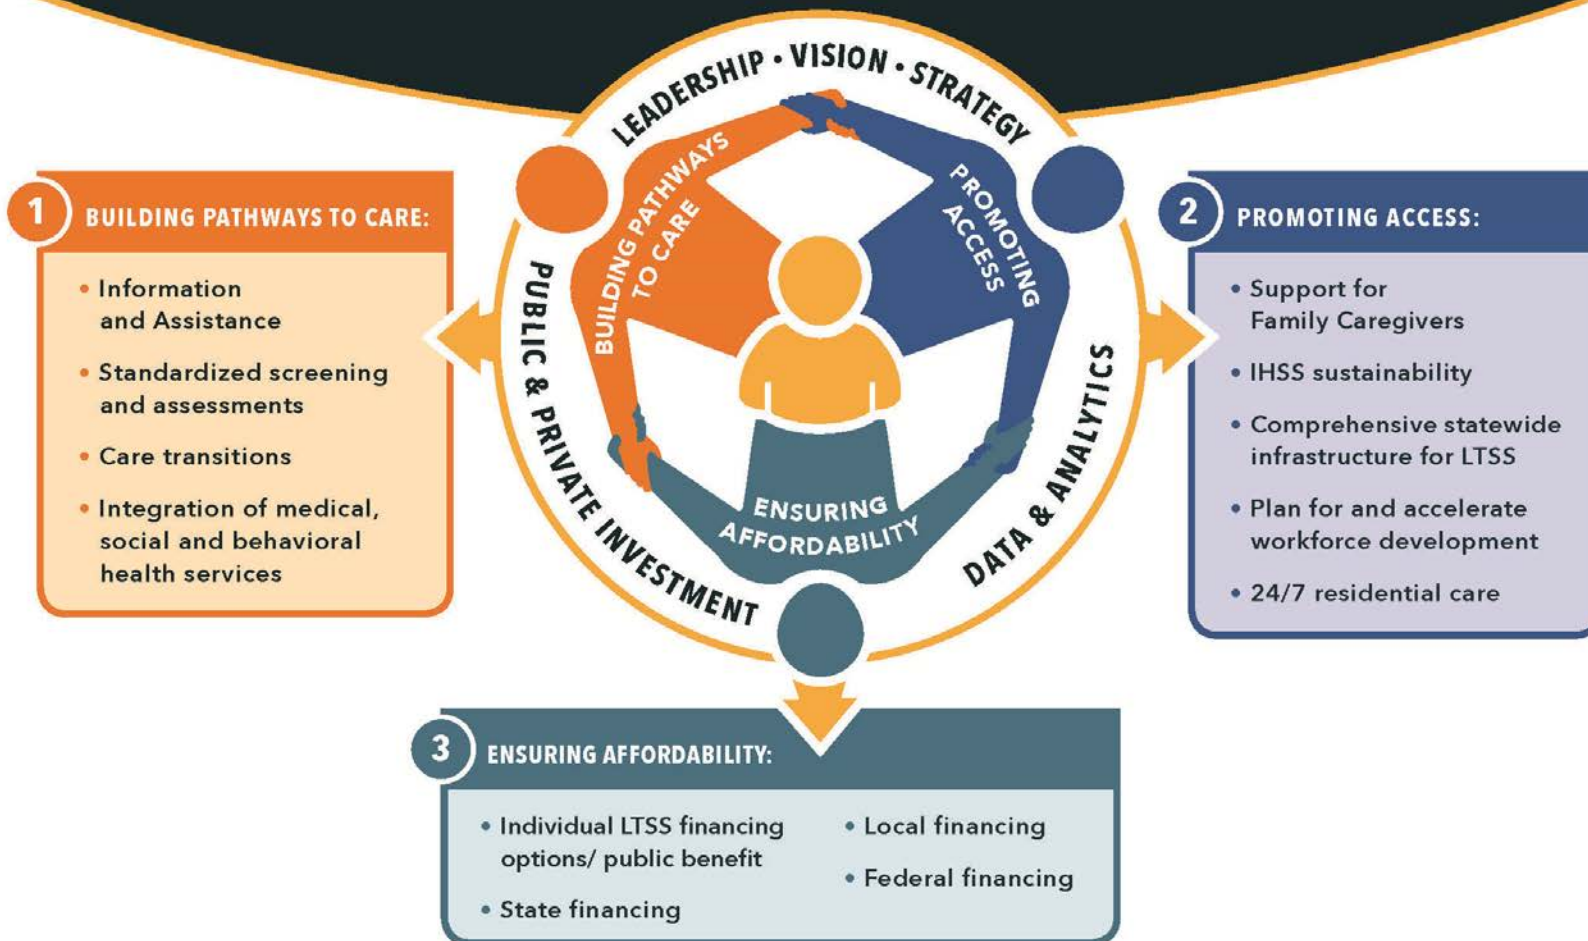 LEADERSHIP • VISION • STRATEGY
PUBLIC & PRIVATE INVESTMENT
DATA & ANALYTICS
BUILDING PATHWAYS
TO CARE
PROMOTING
ACCESS
ENSURING
AFFORDABILITY
1
BUILDING PATHWAYS TO CARE:
• Information
and Assistance
• Standardized screening
and assessments
• Care transitions
• Integration of medical,
social and behavioral
health services
2
PROMOTING ACCESS:
• Support for
Family Caregivers
• IHSS sustainability
• Comprehensive statewide
infrastructure for LTSS
• Plan for and accelerate
workforce development
• 24/7 residential care
3
ENSURING AFFORDABILITY:
• Individual LTSS financing
options/ public benefit
• State financing
• Local financing
• Federal financing